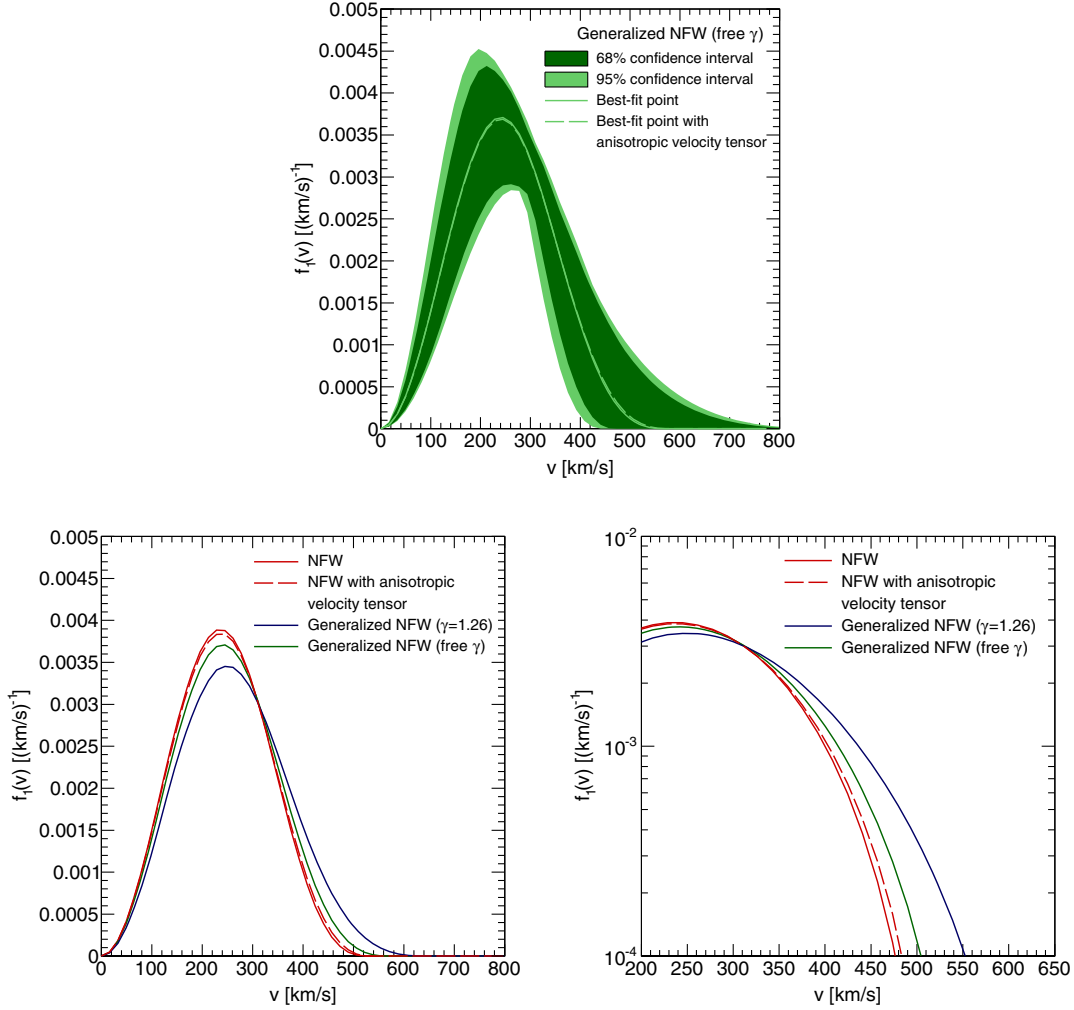 Generalized NFW (free γ)
68% confidence interval
95% confidence interval
Best-fit point
Best-fit point with
anisotropic velocity tensor
0.005
0.0045
0.004
0.0035
0.003
0.0025
0.002
0.0015
0.001
0.0005
0
f₁(v) [(km/s)⁻¹]
0 100 200 300 400 500 600 700 800
v [km/s]
NFW
NFW with anisotropic
velocity tensor
Generalized NFW (γ=1.26)
Generalized NFW (free γ)
0.005
0.0045
0.004
0.0035
0.003
0.0025
0.002
0.0015
0.001
0.0005
0
f₁(v) [(km/s)⁻¹]
0 100 200 300 400 500 600 700 800
v [km/s]
NFW
NFW with anisotropic
velocity tensor
Generalized NFW (γ=1.26)
Generalized NFW (free γ)
10⁻²
10⁻³
10⁻⁴
f₁(v) [(km/s)⁻¹]
200 250 300 350 400 450 500 550 600 650
v [km/s]